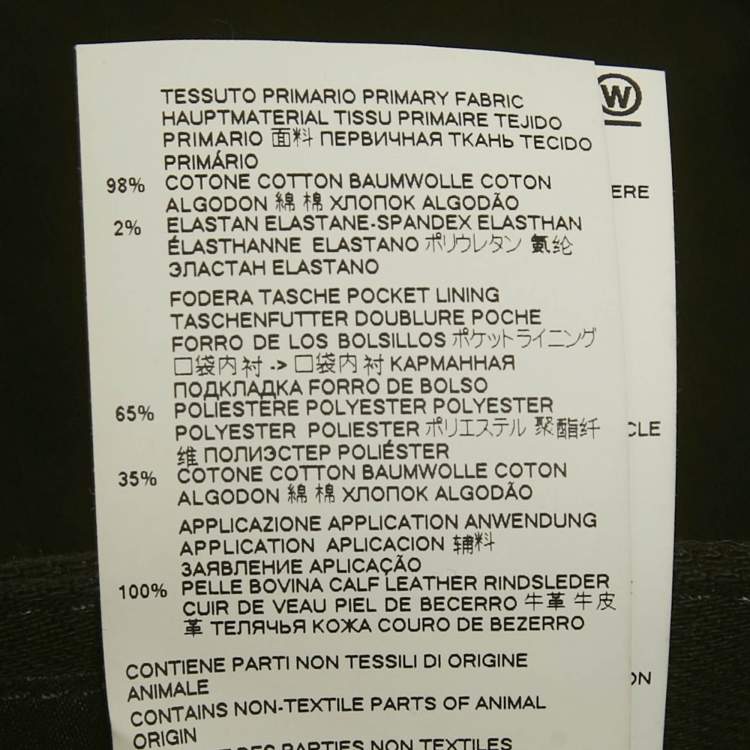 TESSUTO PRIMARIO PRIMARY FABRIC
HAUPTMATERIAL TISSU PRIMAIRE TEJIDO
PRIMARIO 面料 ПЕРВИЧНАЯ ТКАНЬ TECIDO
PRIMÁRIO
98% COTONE COTTON BAUMWOLLE COTON
ALGODON 綿 棉 ХЛОПОК ALGODÃO
2% ELASTAN ELASTANE-SPANDEX ELASTHAN
ÉLASTHANNE ELASTANO ポリウレタン 氨纶
ЭЛАСТАН ELASTANO
FODERA TASCHE POCKET LINING
TASCHENFUTTER DOUBLURE POCHE
FORRO DE LOS BOLSILLOS ポケットライニング
口袋内衬 -> 口袋内衬 КАРМАННАЯ
ПОДКЛАДКА FORRO DE BOLSO
65% POLIESTERE POLYESTER POLYESTER
POLYESTER POLIESTER ポリエステル 聚酯纤
维 ПОЛИЭСТЕР POLIÉSTER
35% COTONE COTTON BAUMWOLLE COTON
ALGODON 綿 棉 ХЛОПОК ALGODÃO
APPLICAZIONE APPLICATION ANWENDUNG
APPLICATION APLICACION 辅料
ЗАЯВЛЕНИЕ APLICAÇÃO
100% PELLE BOVINA CALF LEATHER RINDSLEDER
CUIR DE VEAU PIEL DE BECERRO 牛革 牛皮
革 ТЕЛЯЧЬЯ КОЖА COURO DE BEZERRO
CONTIENE PARTI NON TESSILI DI ORIGINE
ANIMALE
CONTAINS NON-TEXTILE PARTS OF ANIMAL
ORIGIN
DES PARTIES NON TEXTILES
W
ERE
CLE
ON